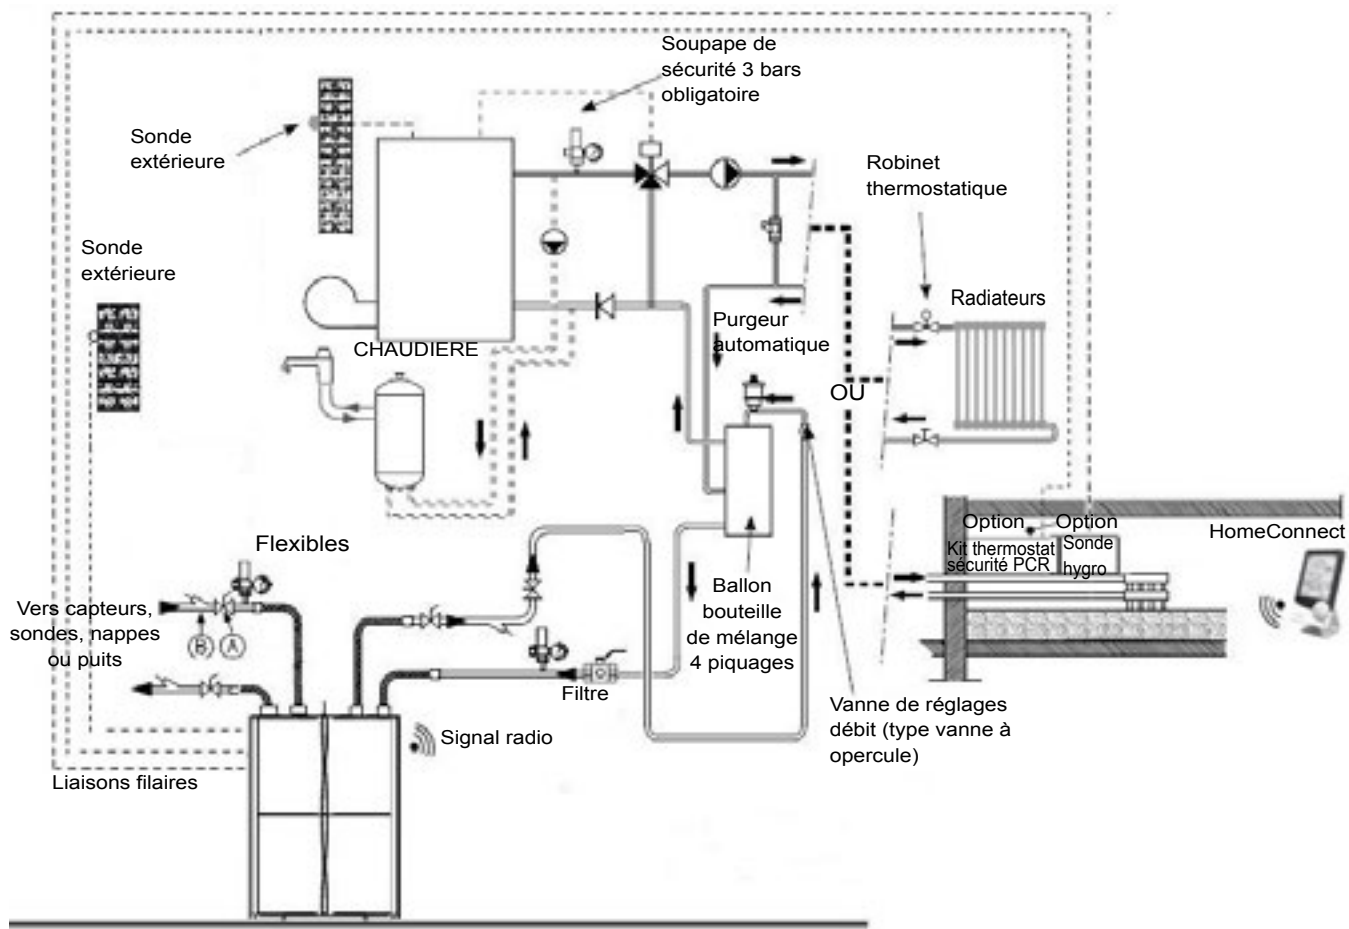 Soupape de
sécurité 3 bars
obligatoire
Sonde
extérieure
Robinet
thermostatique
Sonde
extérieure
Radiateurs
Purgeur
automatique
CHAUDIERE
OU
Option
Option
HomeConnect
Kit thermostat
sécurité PCR
Sonde
hygro
Flexibles
Vers capteurs,
sondes, nappes
ou puits
B
A
Ballon
bouteille
de mélange
4 piquages
Filtre
Vanne de réglages
débit (type vanne à
opercule)
Signal radio
Liaisons filaires